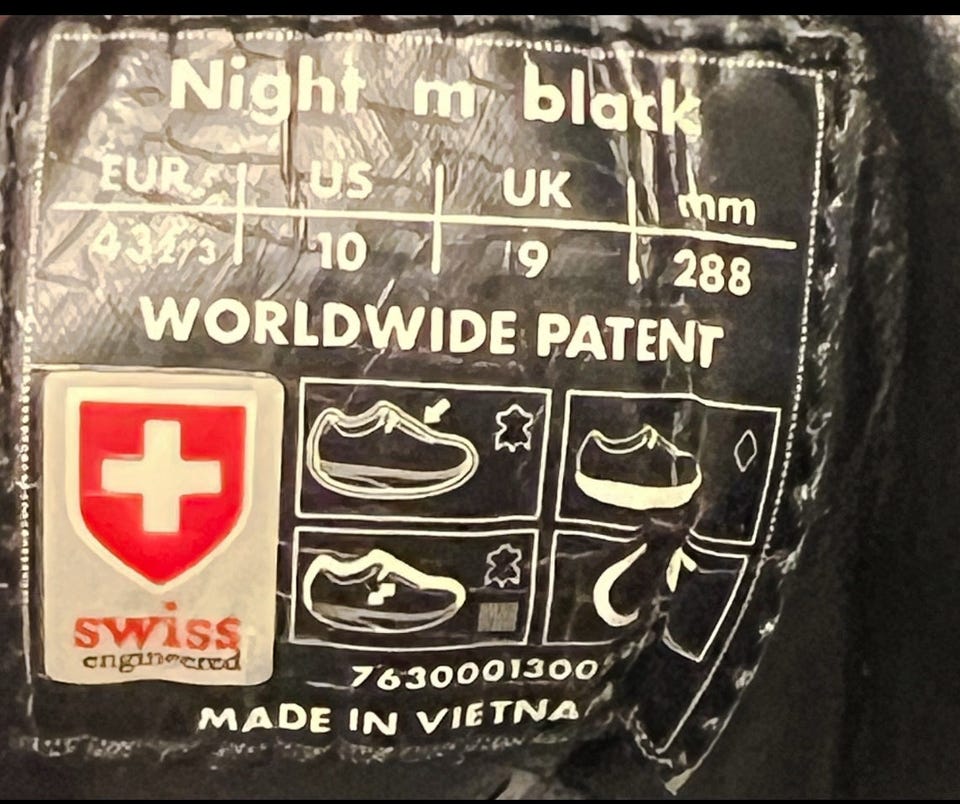 Night m black
EUR US UK mm
43 1/3 10 9 288
WORLDWIDE PATENT
swiss
engineered
7630001300
MADE IN VIETNA